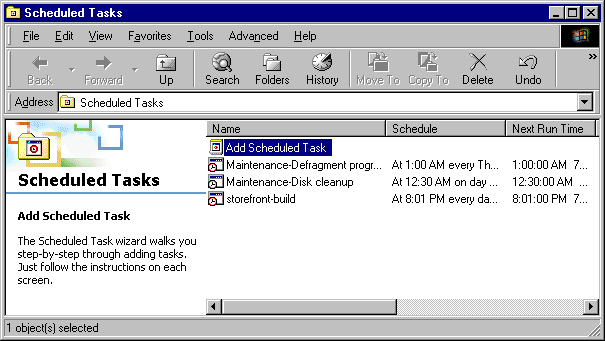 Scheduled Tasks
File Edit View Favorites Tools Advanced Help
Back Forward Up Search Folders History Move To Copy To Delete Undo »
Address Scheduled Tasks
Name Schedule Next Run Time
Add Scheduled Task
Maintenance-Defragment progr... At 1:00 AM every Th... 1:00:00 AM 7...
Maintenance-Disk cleanup At 12:30 AM on day ... 12:30:00 AM 7...
storefront-build At 8:01 PM every da... 8:01:00 PM 7...
Scheduled Tasks
Add Scheduled Task
The Scheduled Task wizard walks you
step-by-step through adding tasks.
Just follow the instructions on each
screen.
1 object(s) selected